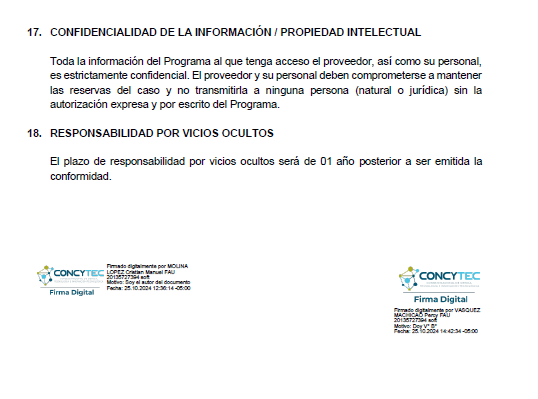 17. CONFIDENCIALIDAD DE LA INFORMACIÓN / PROPIEDAD INTELECTUAL
Toda la información del Programa al que tenga acceso el proveedor, así como su personal,
es estrictamente confidencial. El proveedor y su personal deben comprometerse a mantener
las reservas del caso y no transmitirla a ninguna persona (natural o jurídica) sin la
autorización expresa y por escrito del Programa.
18. RESPONSABILIDAD POR VICIOS OCULTOS
El plazo de responsabilidad por vicios ocultos será de 01 año posterior a ser emitida la
conformidad.
CONCYTEC
Firma Digital
Firmado digitalmente por MOLINA
LOPEZ Cristian Manuel FAU
20135727394 soft
Motivo: Soy el autor del documento
Fecha: 25.10.2024 12:36:14 -05:00
CONCYTEC
Firma Digital
Firmado digitalmente por VASQUEZ
MACHICAO Percy FAU
20135727394 soft
Motivo: Doy V° B°
Fecha: 25.10.2024 14:42:34 -05:00